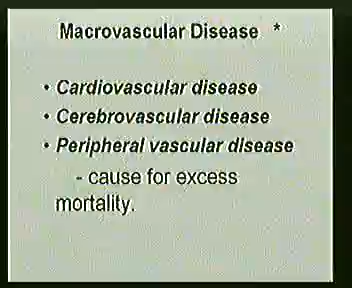 Macrovascular Disease *
• Cardiovascular disease
• Cerebrovascular disease
• Peripheral vascular disease
- cause for excess
mortality.